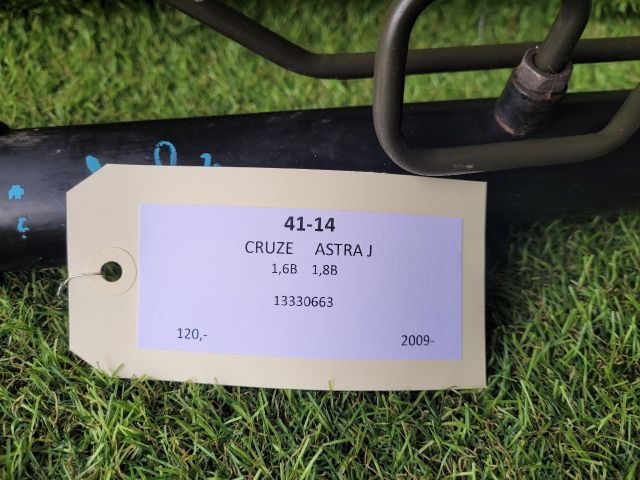 41-14
CRUZE ASTRA J
1,6B 1,8B
13330663
120,- 2009-